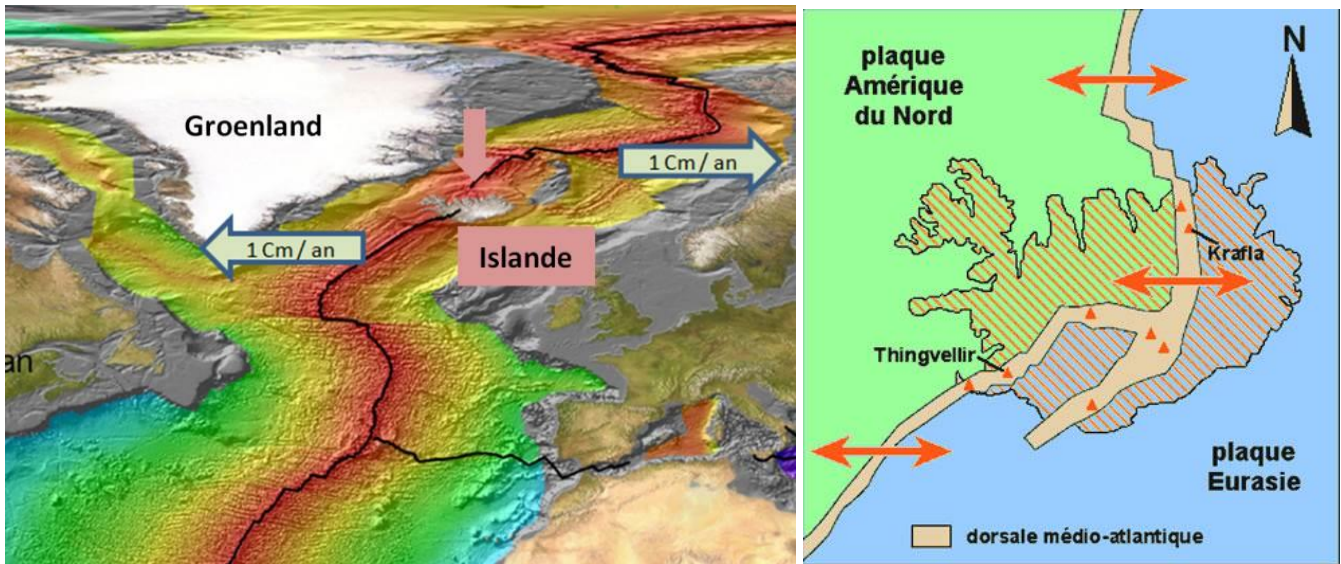 Groenland
1 Cm / an
1 Cm / an
Islande
an
plaque
Amérique
du Nord
N
Krafla
Thingvellir
plaque
Eurasie
dorsale médio-atlantique